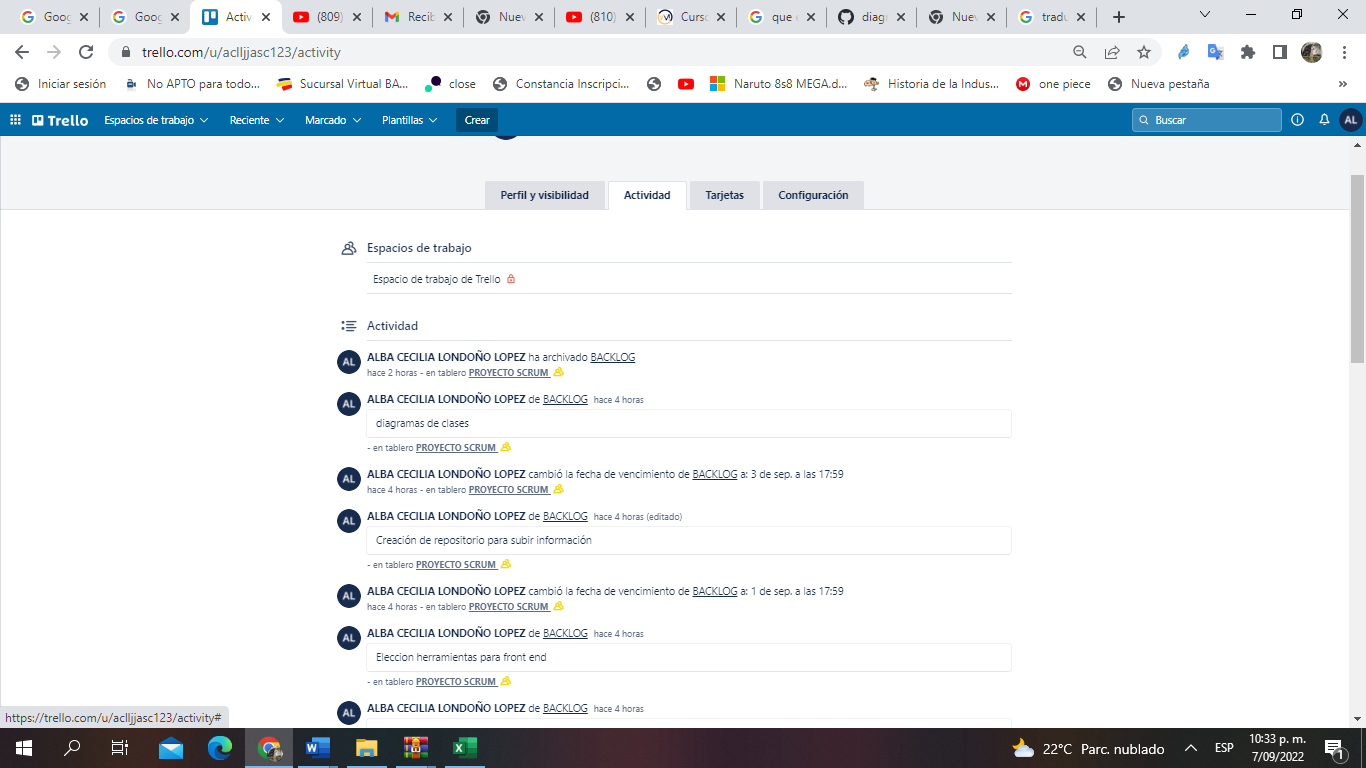 Goog
Goog
Activ
(809)
Recib
Nuev
(810)
Curso
que
diag
Nuev
tradu
trello.com/u/aclljjasc123/activity
Iniciar sesión
No APTO para todo...
Sucursal Virtual BA...
close
Constancia Inscripci...
Naruto 8s8 MEGA.d...
Historia de la Indus...
one piece
Nueva pestaña
»
Trello
Espacios de trabajo
Reciente
Marcado
Plantillas
Crear
Buscar
AL
Perfil y visibilidad
Actividad
Tarjetas
Configuración
Espacios de trabajo
Espacio de trabajo de Trello
Actividad
AL
ALBA CECILIA LONDOÑO LOPEZ ha archivado BACKLOG
hace 2 horas - en tablero PROYECTO SCRUM
AL
ALBA CECILIA LONDOÑO LOPEZ de BACKLOG hace 4 horas
diagramas de clases
- en tablero PROYECTO SCRUM
AL
ALBA CECILIA LONDOÑO LOPEZ cambió la fecha de vencimiento de BACKLOG a: 3 de sep. a las 17:59
hace 4 horas - en tablero PROYECTO SCRUM
AL
ALBA CECILIA LONDOÑO LOPEZ de BACKLOG hace 4 horas (editado)
Creación de repositorio para subir información
- en tablero PROYECTO SCRUM
AL
ALBA CECILIA LONDOÑO LOPEZ cambió la fecha de vencimiento de BACKLOG a: 1 de sep. a las 17:59
hace 4 horas - en tablero PROYECTO SCRUM
AL
ALBA CECILIA LONDOÑO LOPEZ de BACKLOG hace 4 horas
Eleccion herramientas para front end
- en tablero PROYECTO SCRUM
AL
ALBA CECILIA LONDOÑO LOPEZ de BACKLOG hace 4 horas
https://trello.com/u/aclljjasc123/activity#
22°C Parc. nublado
ESP
10:33 p. m.
7/09/2022
1